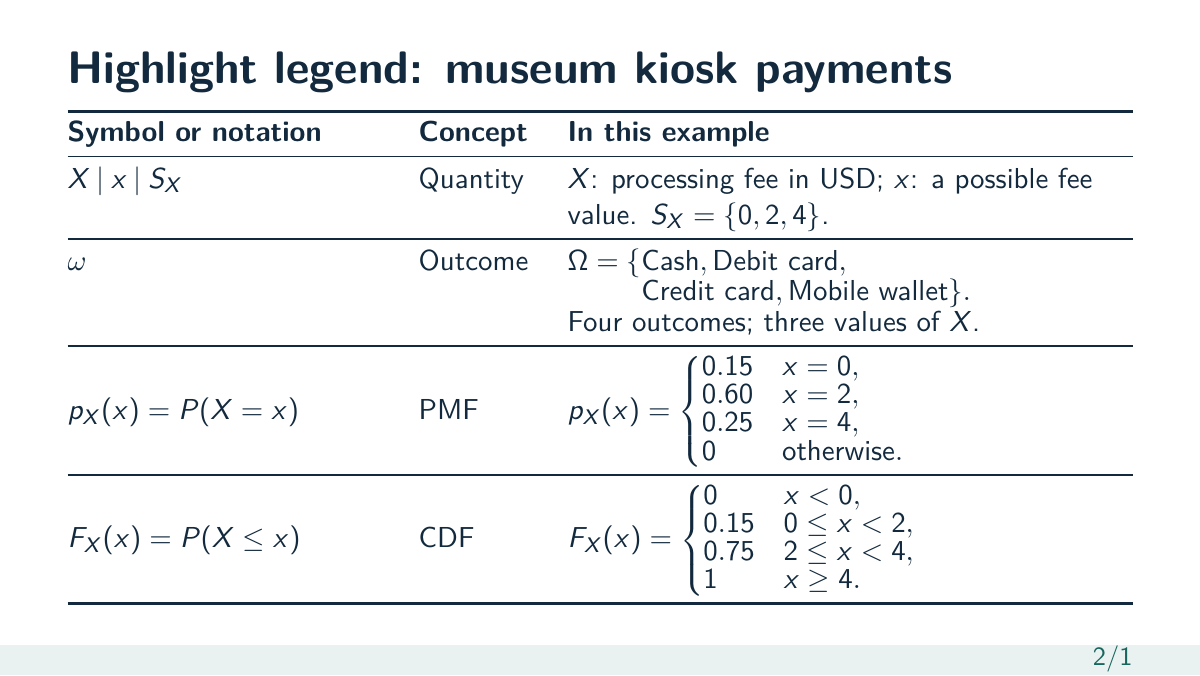 Highlight legend: museum kiosk payments
Symbol or notation Concept In this example
X | x | S_X Quantity X: processing fee in USD; x: a possible fee
value. S_X = {0, 2, 4}.
ω Outcome Ω = {Cash, Debit card,
Credit card, Mobile wallet}.
Four outcomes; three values of X.
p_X(x) = P(X = x) PMF p_X(x) = {
0.15 x = 0,
0.60 x = 2,
0.25 x = 4,
0 otherwise.
F_X(x) = P(X ≤ x) CDF F_X(x) = {
0 x < 0,
0.15 0 ≤ x < 2,
0.75 2 ≤ x < 4,
1 x ≥ 4.
2/1